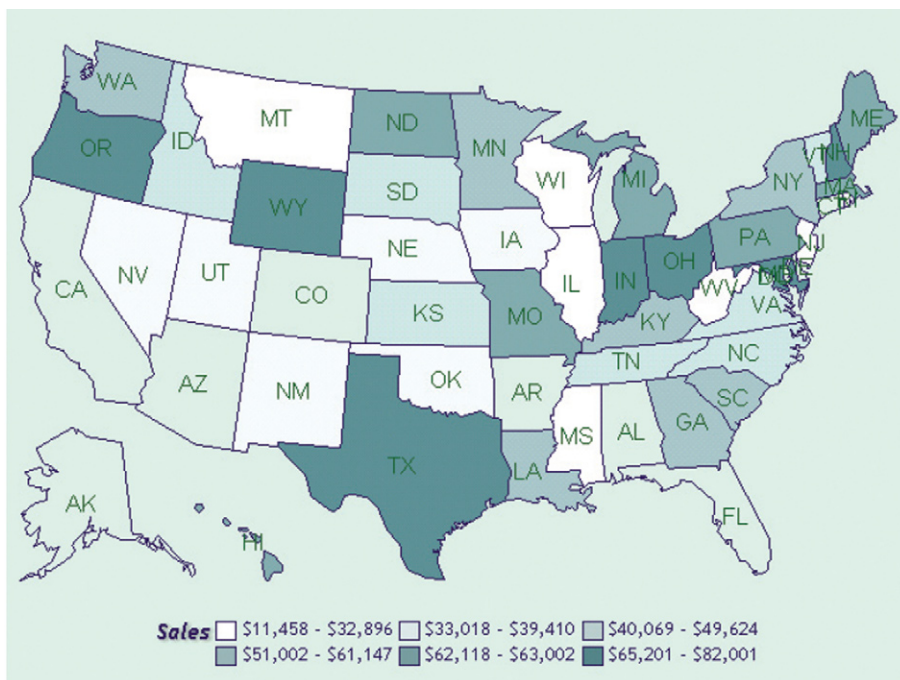 WA
MT
ND
MN
ME
OR
ID
WY
SD
WI
MI
NY
VT
NH
MA
NV
UT
NE
IA
PA
NJ
CA
CO
KS
IL
IN
OH
WV
VA
MO
KY
AZ
NM
OK
AR
TN
NC
SC
TX
LA
MS
AL
GA
FL
AK
HI
Sales $11,458 - $32,896 $33,018 - $39,410 $40,069 - $49,624
$51,002 - $61,147 $62,118 - $63,002 $65,201 - $82,001